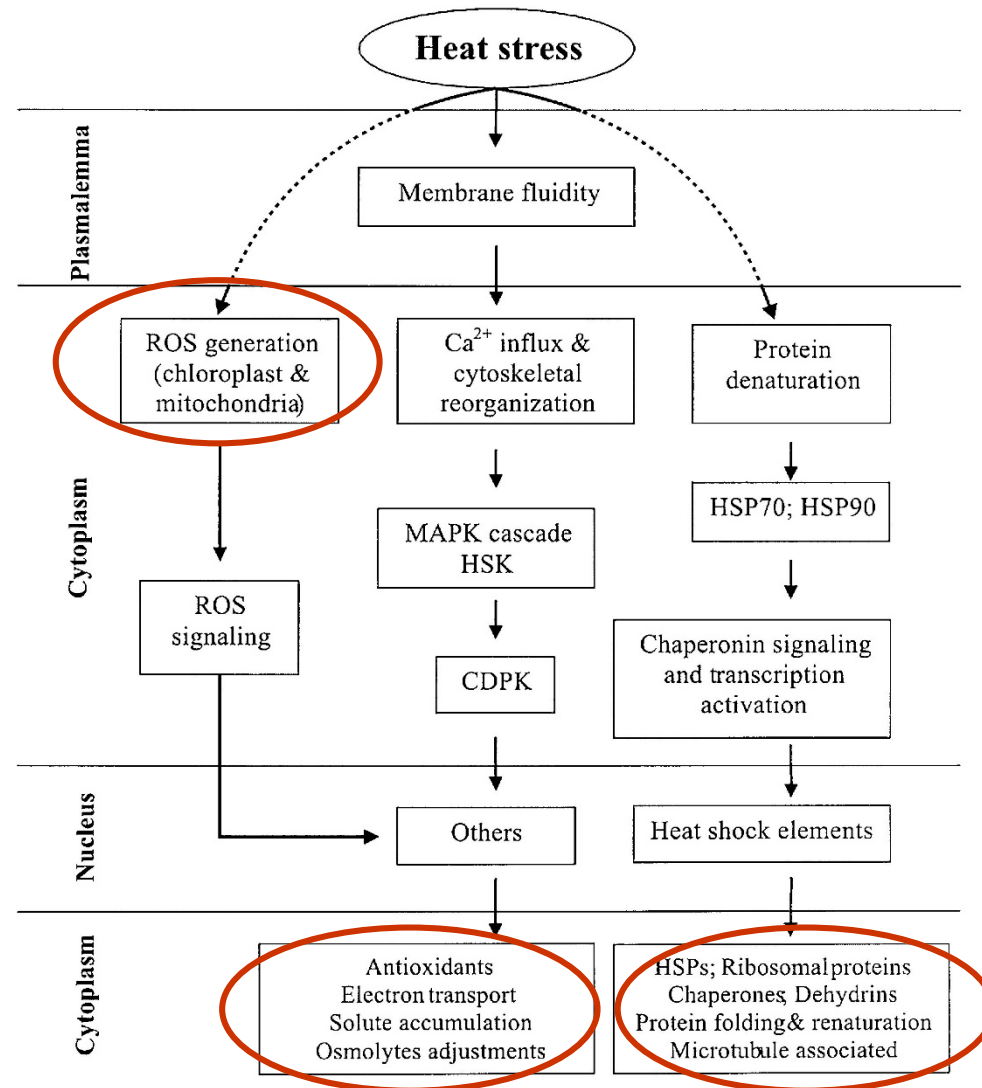 Heat stress
Plasmalemma
Membrane fluidity
Cytoplasm
ROS generation
(chloroplast &
mitochondria)
Ca²⁺ influx &
cytoskeletal
reorganization
Protein
denaturation
HSP70; HSP90
MAPK cascade
HSK
ROS
signaling
CDPK
Chaperonin signaling
and transcription
activation
Nucleus
Others
Heat shock elements
Cytoplasm
Antioxidants
Electron transport
Solute accumulation
Osmolytes adjustments
HSPs; Ribosomal proteins
Chaperones; Dehydrins
Protein folding & renaturation
Microtubule associated